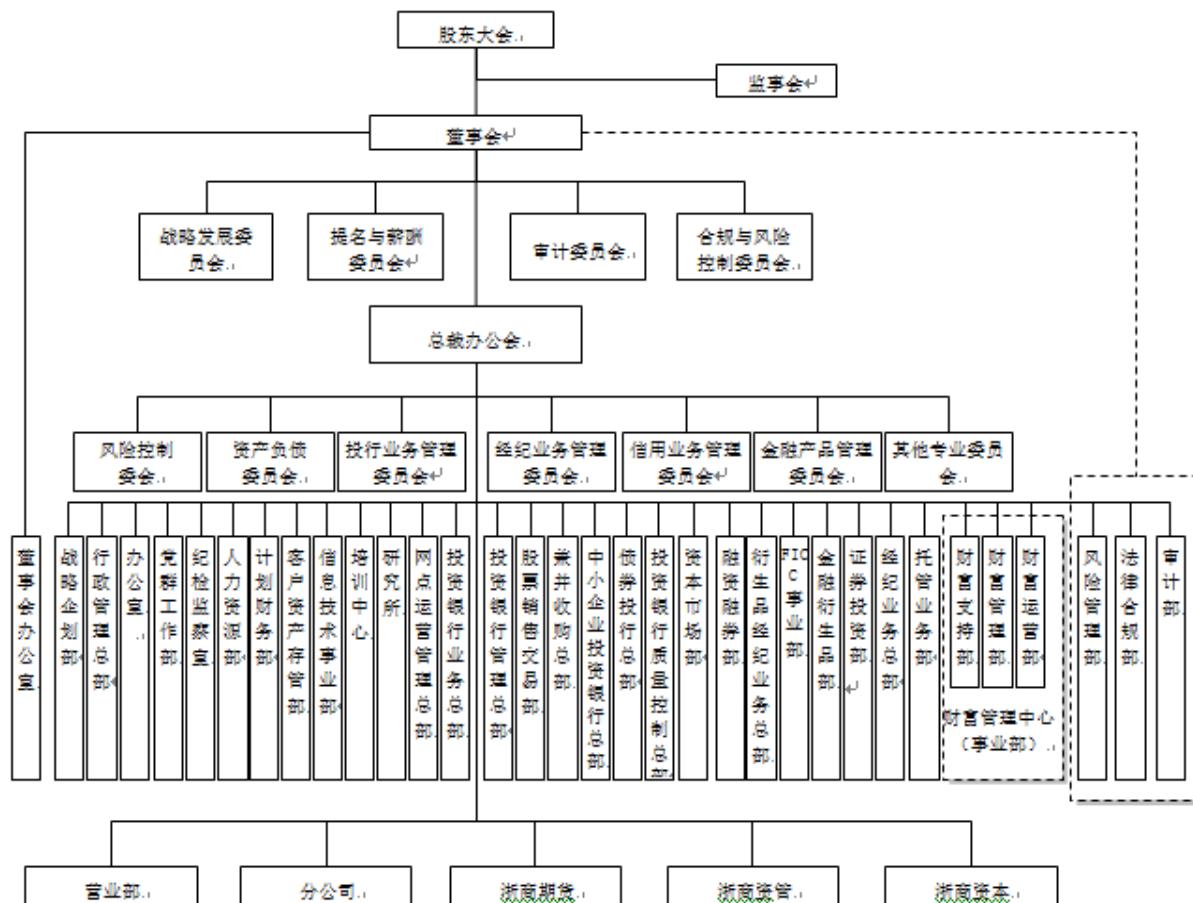 股东大会
监事会
董事会
战略发展委
员会
提名与薪酬
委员会
审计委员会
合规与风险
控制委员会
总裁办公会
风险控制
委会
资产负债
委员会
投行业务管理
委员会
经纪业务管理
委员会
信用业务管理
委员会
金融产品管理
委员会
其他专业委员
会
董事会办公室
战略企划部
行政管理总部
办公室
党群工作部
纪检监察室
人力资源部
计划财务部
客户资产存管部
信息技术事业部
培训中心
研究所
网点运营管理总部
投资银行业务总部
投资银行管理总部
股票销售交易部
兼并收购总部
中小企业投资银行总部
债券投行总部
投资银行质量控制总部
资本市场部
融资融券部
衍生品经纪业务总部
FICC事业部
金融衍生品部
证券投资部
经纪业务总部
托管业务部
财富支持部
财富管理部
财富运营部
财富管理中心
（事业部）
风险管理部
法律合规部
审计部
营业部
分公司
浙商期货
浙商资管
浙商资本